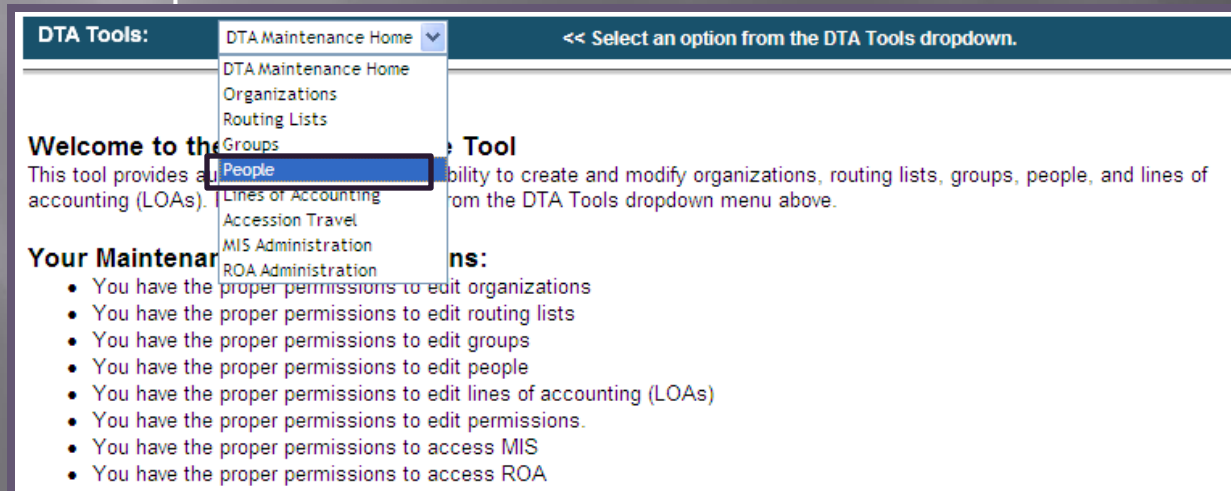 DTA Tools: DTA Maintenance Home << Select an option from the DTA Tools dropdown.
DTA Maintenance Home
Organizations
Routing Lists
Groups
People
Lines of Accounting
Accession Travel
MIS Administration
ROA Administration
Welcome to the Tool
This tool provides bility to create and modify organizations, routing lists, groups, people, and lines of
accounting (LOAs). rom the DTA Tools dropdown menu above.
Your Maintenar ns:
• You have the proper permissions to edit organizations
• You have the proper permissions to edit routing lists
• You have the proper permissions to edit groups
• You have the proper permissions to edit people
• You have the proper permissions to edit lines of accounting (LOAs)
• You have the proper permissions to edit permissions.
• You have the proper permissions to access MIS
• You have the proper permissions to access ROA